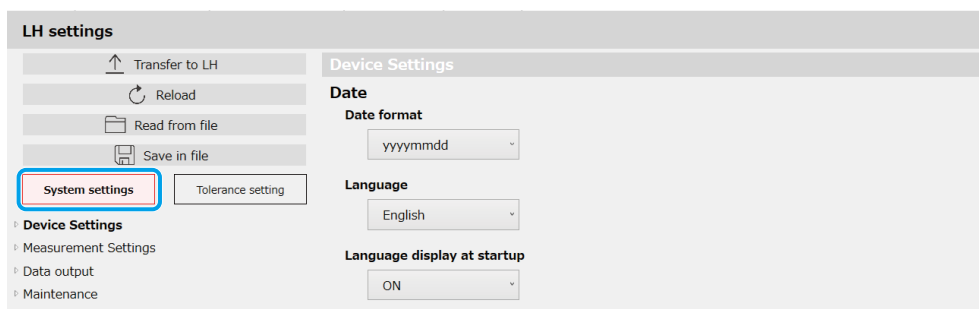 LH settings
Transfer to LH
Reload
Read from file
Save in file
System settings
Tolerance setting
Device Settings
Measurement Settings
Data output
Maintenance
Device Settings
Date
Date format
yyyymmdd
Language
English
Language display at startup
ON